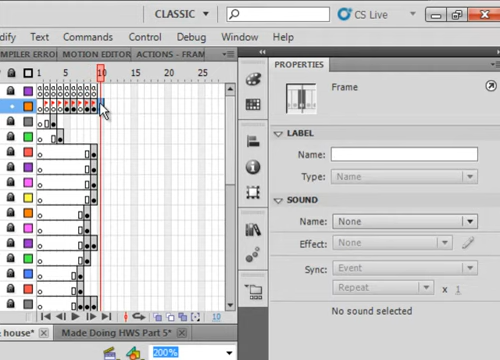 CLASSIC
CS Live
dify Text Commands Control Debug Window Help
MPILER ERRO MOTION EDITOR ACTIONS - FRAM
PROPERTIES
1 5 10 15 20 25
Frame
LABEL
Name:
Type: Name
SOUND
Name: None
Effect: None
Sync: Event
Repeat x 1
No sound selected
10
& house* Made Doing HWS Part 5*
200%